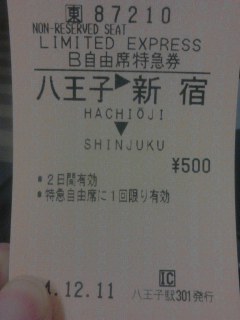 東 87210
NON-RESERVED SEAT
LIMITED EXPRESS
B自由席特急券
八王子▶新宿
HACHIŌJI
▼
SHINJUKU
¥500
*2日間有効
*特急自由席に1回限り有効
4.12.11
IC
八王子駅301発行